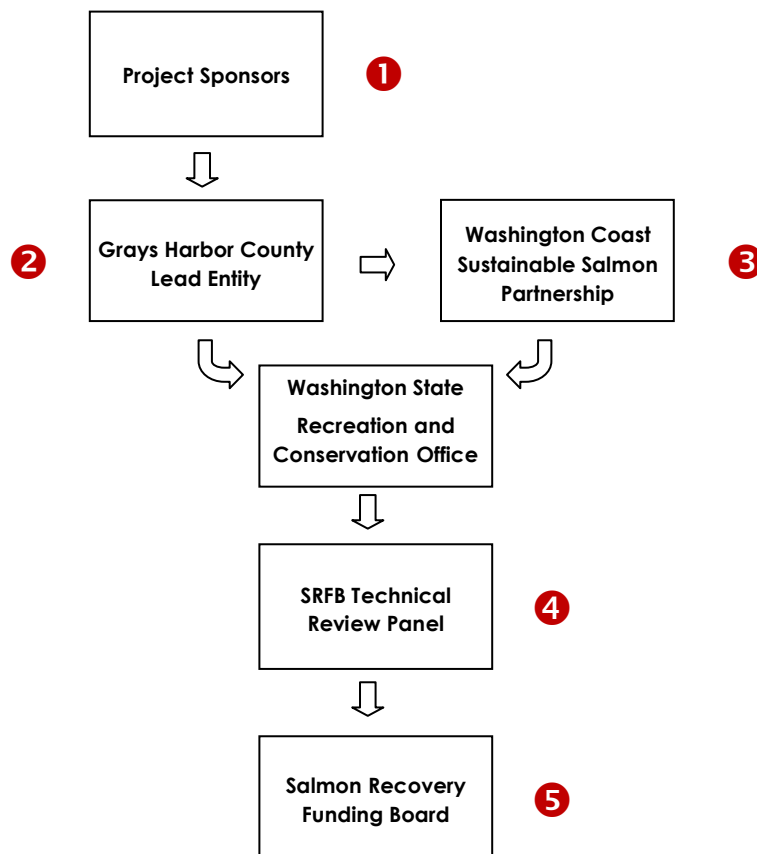 Project Sponsors
❶
❷
Grays Harbor County
Lead Entity
Washington Coast
Sustainable Salmon
Partnership
❸
Washington State
Recreation and
Conservation Office
SRFB Technical
Review Panel
❹
Salmon Recovery
Funding Board
❺